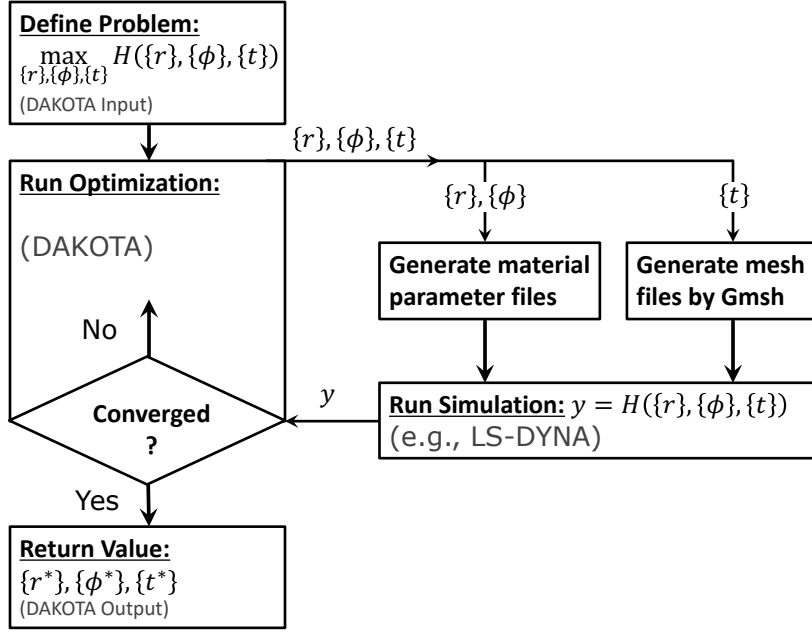 Define Problem:
max H({r}, {ϕ}, {t})
{r},{ϕ},{t}
(DAKOTA Input)
{r}, {ϕ}, {t}
Run Optimization:
(DAKOTA)
{r}, {ϕ}
{t}
Generate material
parameter files
Generate mesh
files by Gmsh
No
Converged
?
y
Run Simulation: y = H({r}, {ϕ}, {t})
(e.g., LS-DYNA)
Yes
Return Value:
{r*}, {ϕ*}, {t*}
(DAKOTA Output)